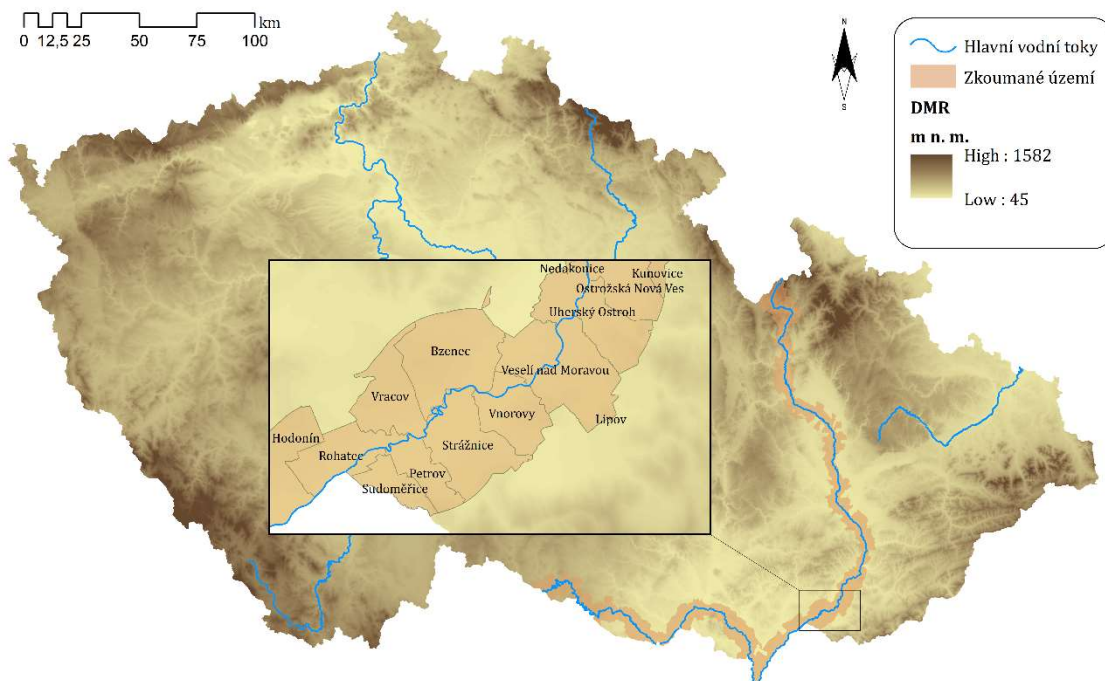 km
0 12,5 25 50 75 100
N
S
Hlavní vodní toky
Zkoumané území
DMR
m n. m.
High : 1582
Low : 45
Nedakonice
Kunovice
Ostrožská Nová Ves
Uherský Ostroh
Bzenec
Veselí nad Moravou
Vracov
Vnorovy
Lipov
Hodonín
Strážnice
Rohatec
Petrov
Sudoměřice